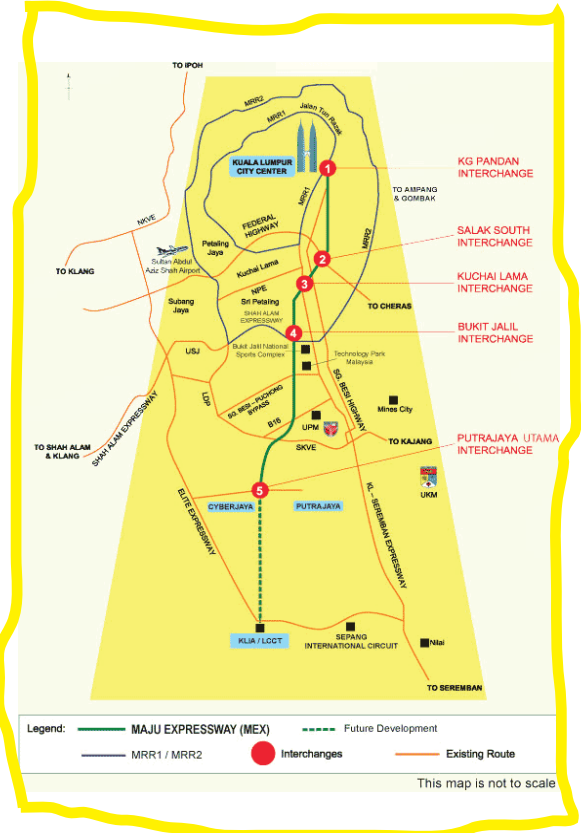 TO IPOH
MRR2
MRR1
Jalan Tun Razak
KUALA LUMPUR
CITY CENTER
1
KG PANDAN
INTERCHANGE
MRR1
TO AMPANG
& GOMBAK
NKVE
FEDERAL
HIGHWAY
MRR2
SALAK SOUTH
INTERCHANGE
Petaling
Jaya
Sultan Abdul
Aziz Shah Airport
2
TO KLANG
Kuchai Lama
KUCHAI LAMA
INTERCHANGE
NPE
3
Subang
Jaya
Sri Petaling
TO CHERAS
SHAH ALAM
EXPRESSWAY
4
BUKIT JALIL
INTERCHANGE
USJ
Bukit Jalil National
Sports Complex
Technology Park
Malaysia
LDP
SG. BESI - PUCHONG
BYPASS
SG. BESI HIGHWAY
Mines City
SHAH ALAM EXPRESSWAY
B16
UPM
TO SHAH ALAM
& KLANG
SKVE
TO KAJANG
PUTRAJAYA UTAMA
INTERCHANGE
5
CYBERJAYA
PUTRAJAYA
UKM
ELITE EXPRESSWAY
KL - SEREMBAN EXPRESSWAY
KLIA / LCCT
SEPANG
INTERNATIONAL CIRCUIT
Nilai
TO SEREMBAN
Legend:
MAJU EXPRESSWAY (MEX)
Future Development
MRR1 / MRR2
Interchanges
Existing Route
This map is not to scale